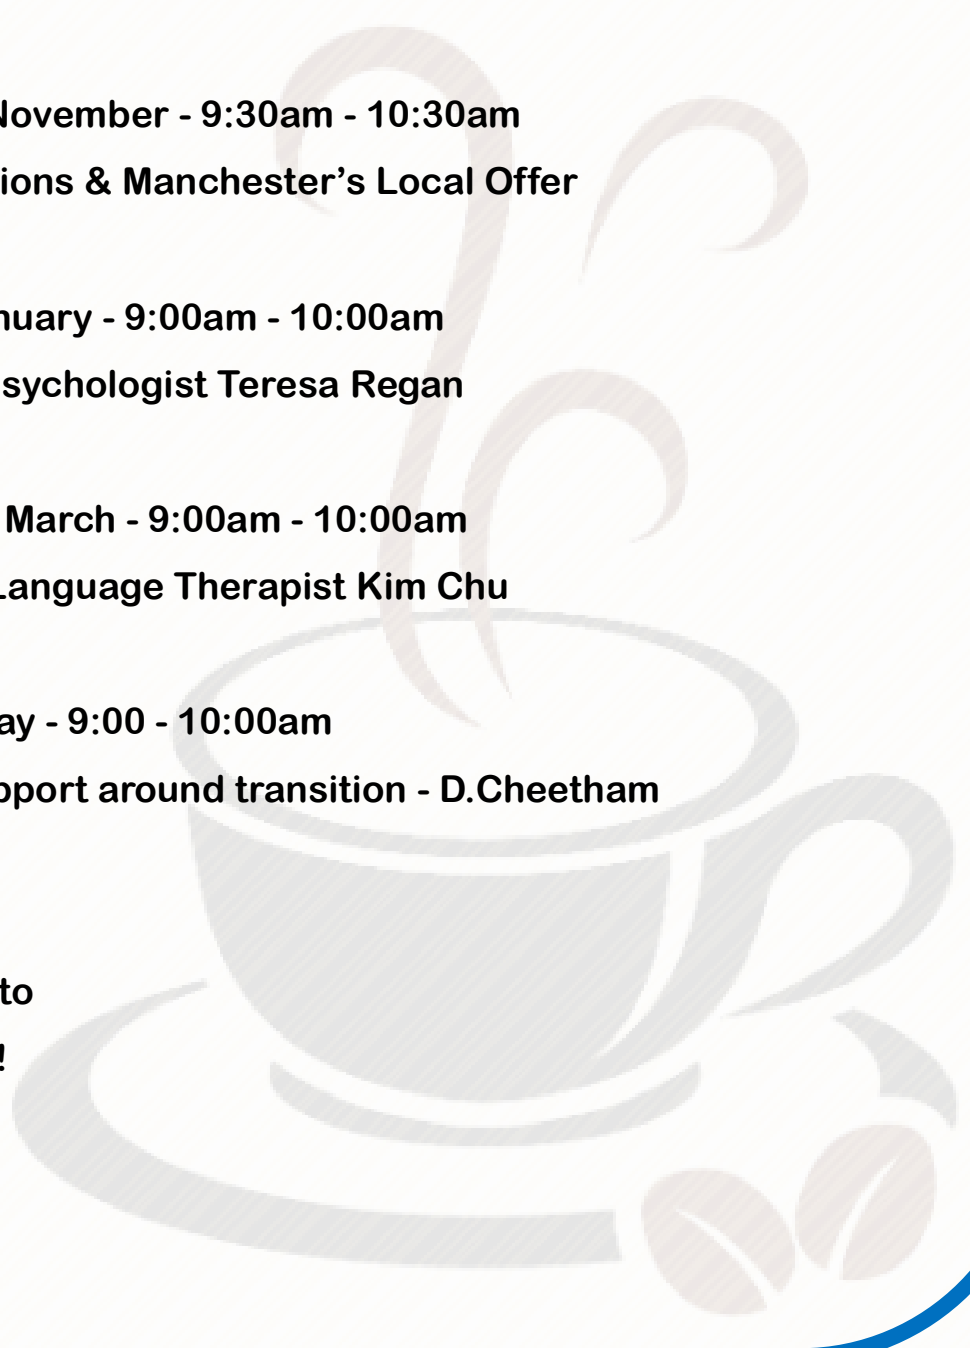 November - 9:30am - 10:30am
ions & Manchester’s Local Offer
nuary - 9:00am - 10:00am
sychologist Teresa Regan
March - 9:00am - 10:00am
Language Therapist Kim Chu
ay - 9:00 - 10:00am
pport around transition - D.Cheetham
to
!